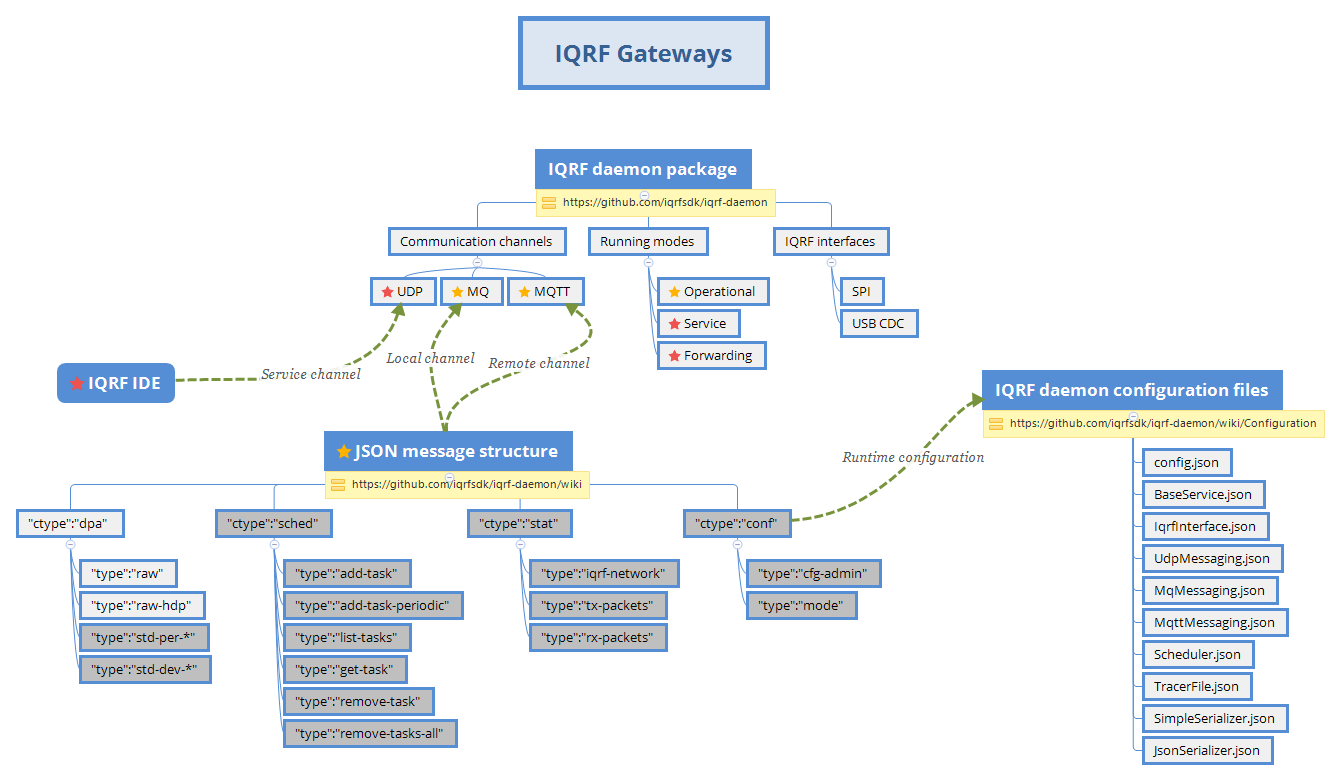 IQRF Gateways
IQRF daemon package
https://github.com/iqrfsdk/iqrf-daemon
Communication channels
Running modes
IQRF interfaces
UDP
MQ
MQTT
Operational
Service
Forwarding
SPI
USB CDC
Service channel
Local channel
Remote channel
IQRF IDE
JSON message structure
https://github.com/iqrfsdk/iqrf-daemon/wiki
"ctype":"dpa"
"type":"raw"
"type":"raw-hdp"
"type":"std-per-*"
"type":"std-dev-*"
"ctype":"sched"
"type":"add-task"
"type":"add-task-periodic"
"type":"list-tasks"
"type":"get-task"
"type":"remove-task"
"type":"remove-tasks-all"
"ctype":"stat"
"type":"iqrf-network"
"type":"tx-packets"
"type":"rx-packets"
"ctype":"conf"
"type":"cfg-admin"
"type":"mode"
Runtime configuration
IQRF daemon configuration files
https://github.com/iqrfsdk/iqrf-daemon/wiki/Configuration
config.json
BaseService.json
IqrfInterface.json
UdpMessaging.json
MqMessaging.json
MqttMessaging.json
Scheduler.json
TracerFile.json
SimpleSerializer.json
JsonSerializer.json